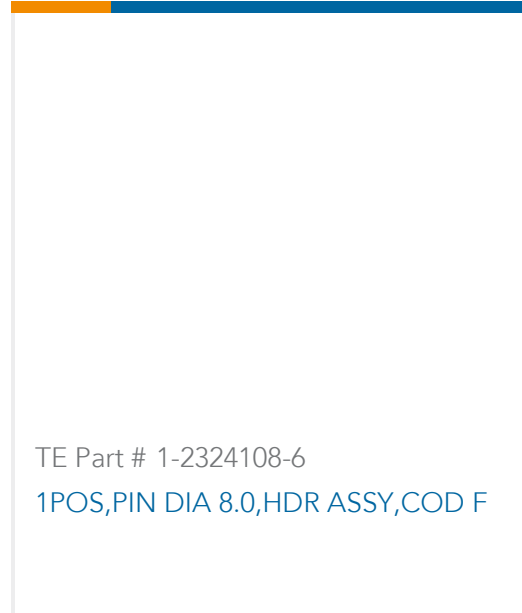 TE Part # 1-2324108-6
1POS,PIN DIA 8.0,HDR ASSY,COD F